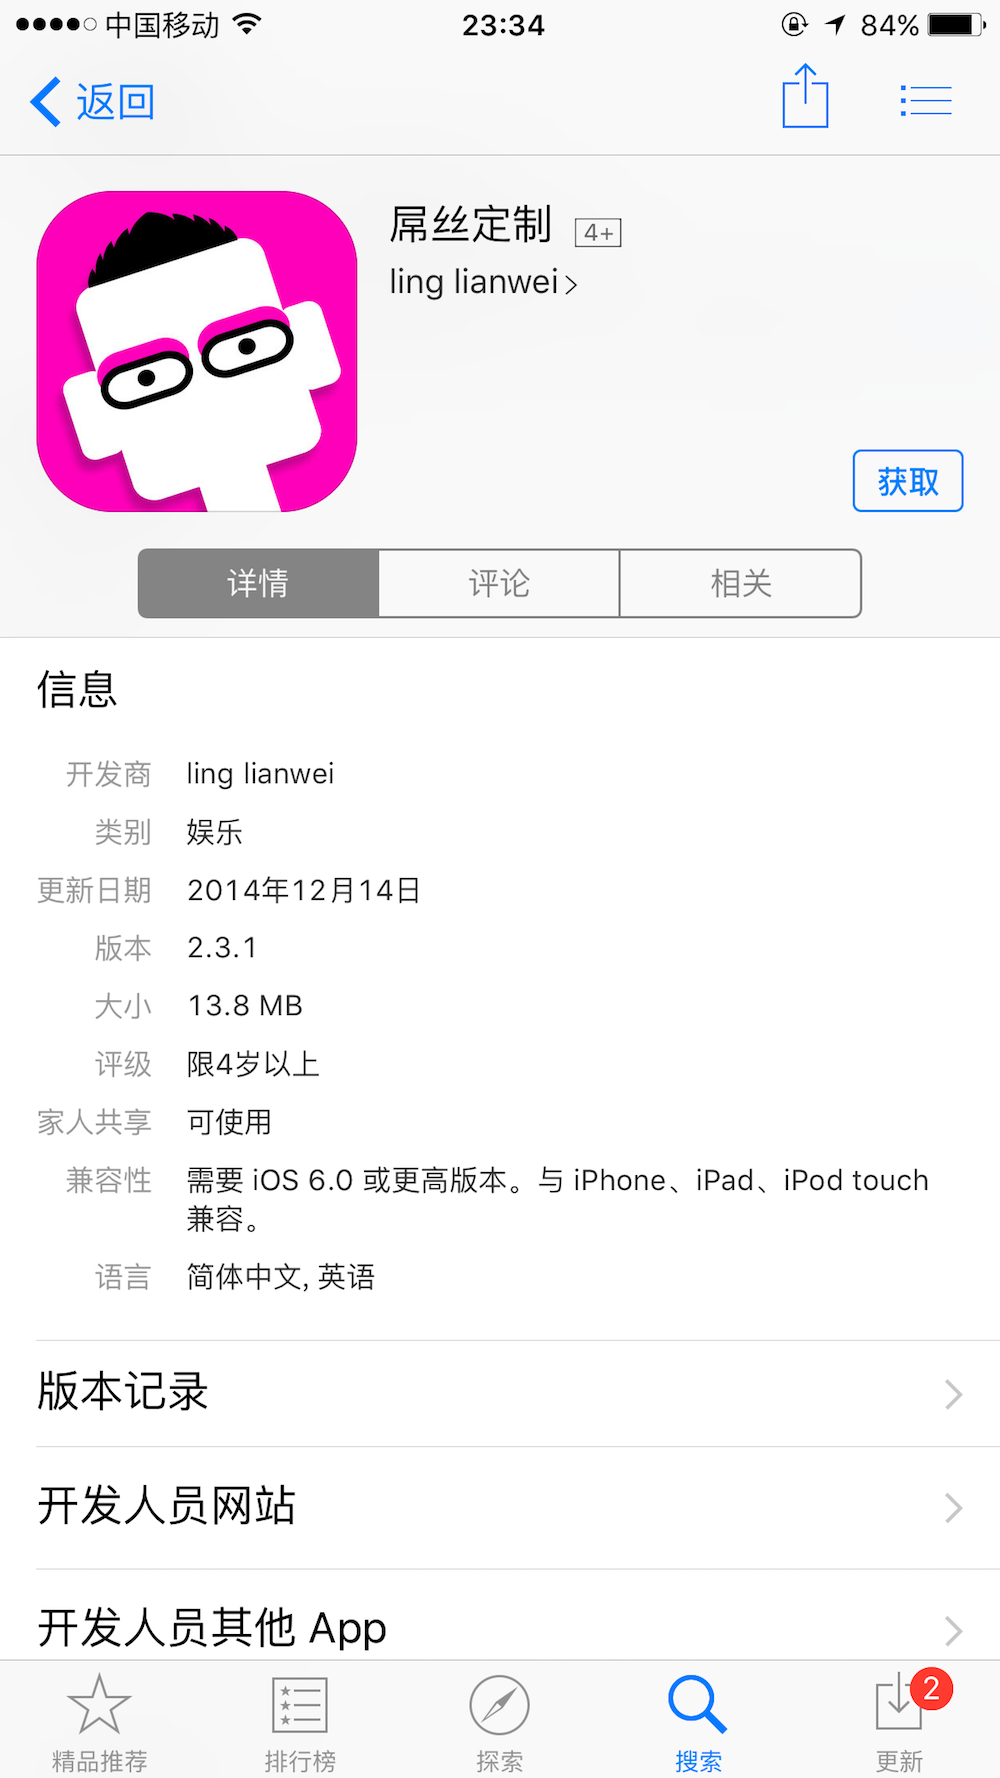 中国移动 23:34 84%
返回
屌丝定制 4+
ling lianwei
获取
详情 评论 相关
信息
开发商 ling lianwei
类别 娱乐
更新日期 2014年12月14日
版本 2.3.1
大小 13.8 MB
评级 限4岁以上
家人共享 可使用
兼容性 需要 iOS 6.0 或更高版本。与 iPhone、iPad、iPod touch
兼容。
语言 简体中文, 英语
版本记录
开发人员网站
开发人员其他 App
2
精品推荐 排行榜 探索 搜索 更新